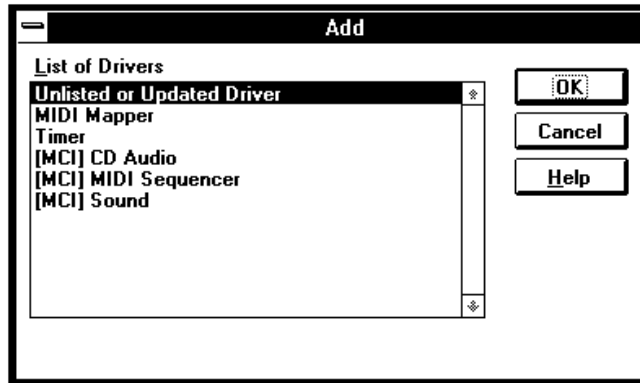 Add
List of Drivers
Unlisted or Updated Driver
MIDI Mapper
Timer
[MCI] CD Audio
[MCI] MIDI Sequencer
[MCI] Sound
OK
Cancel
Help